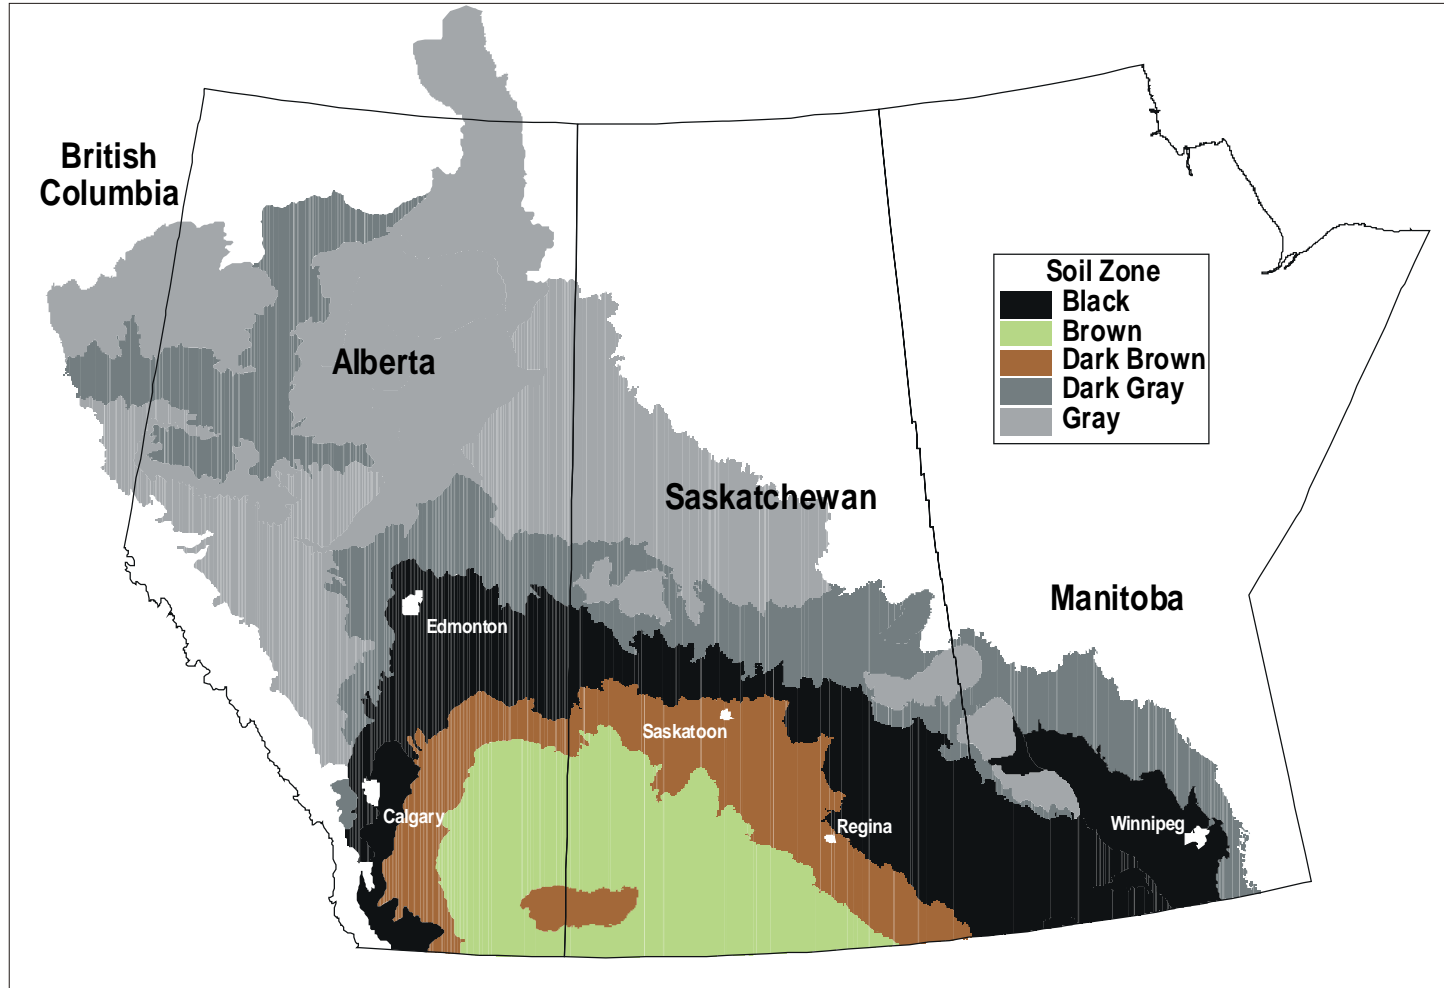 British
Columbia
Alberta
Saskatchewan
Manitoba
Soil Zone
Black
Brown
Dark Brown
Dark Gray
Gray
Edmonton
Saskatoon
Calgary
Regina
Winnipeg